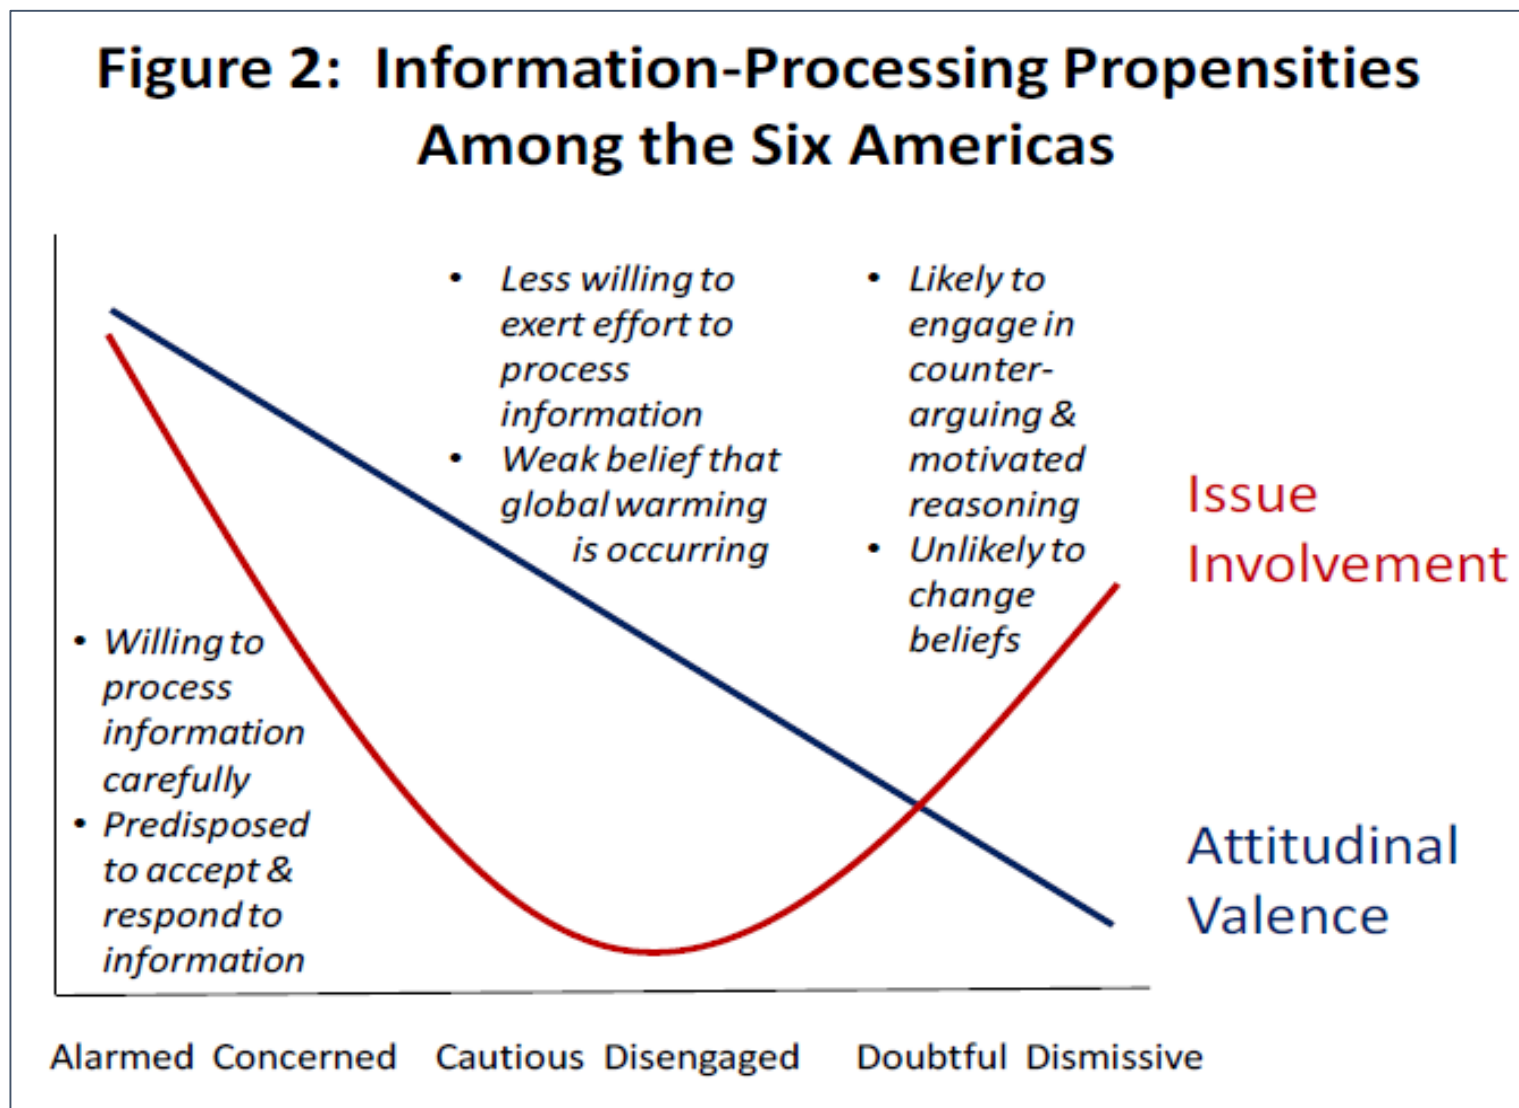 Figure 2:  Information-Processing Propensities
Among the Six Americas
• Less willing to
exert effort to
process
information
• Weak belief that
global warming
is occurring
• Likely to
engage in
counter-
arguing &
motivated
reasoning
• Unlikely to
change
beliefs
Issue
Involvement
• Willing to
process
information
carefully
• Predisposed
to accept &
respond to
information
Attitudinal
Valence
Alarmed  Concerned  Cautious  Disengaged  Doubtful  Dismissive